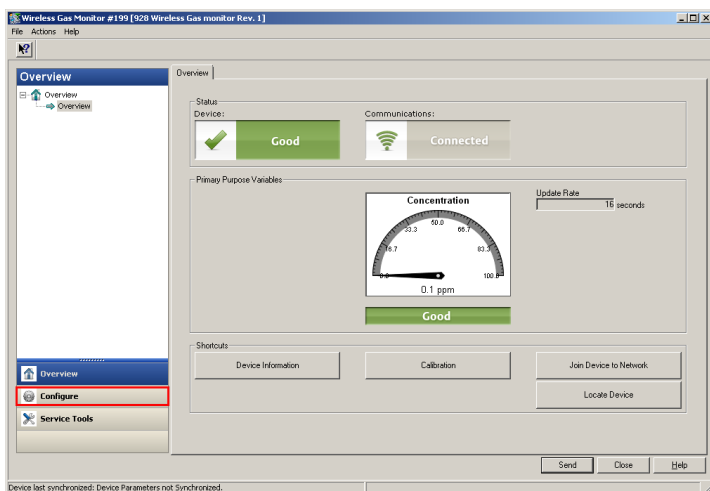 Wireless Gas Monitor #199 [928 Wireless Gas monitor Rev. 1]
File Actions Help
Overview
Overview
Overview
Overview
Status
Device:
Communications:
Good
Connected
Primary Purpose Variables
Concentration
0.0
16.7
33.3
50.0
66.7
83.3
100.0
0.1 ppm
Good
Update Rate
16 seconds
Shortcuts
Device Information
Calibration
Join Device to Network
Locate Device
Overview
Configure
Service Tools
Send
Close
Help
Device last synchronized: Device Parameters not Synchronized.